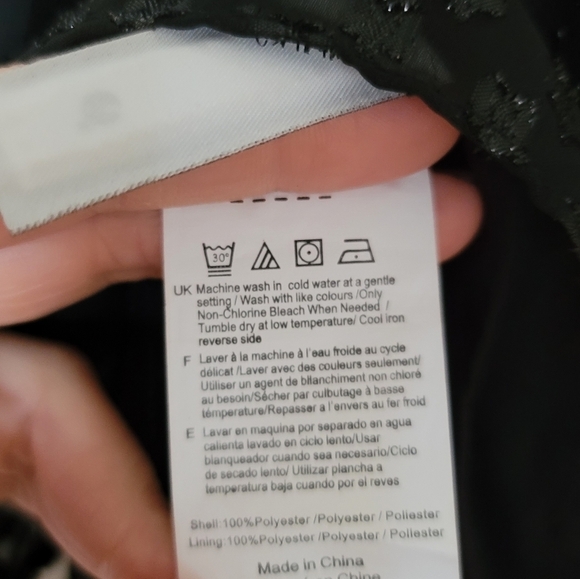 30°
UK Machine wash in cold water at a gentle
setting / Wash with like colours /Only
Non-Chlorine Bleach When Needed /
Tumble dry at low temperature/ Cool iron
reverse side
F Laver à la machine à l'eau froide au cycle
délicat /Laver avec des couleurs seulement/
Utiliser un agent de bllanchiment non chloré
au besoin/Sécher par culbutage à basse
température/Repasser a l'envers au fer froid
E Lavar en maquina por separado en agua
calienta lavado en ciclo lento/Usar
blanqueador cuando sea necesario/Ciclo
de secado lento/ Utilizar plancha a
temperatura baja cuando por el reves
Shell:100%Polyester /Polyester / Poliester
Lining:100%Polyester /Polyester / Poliester
Made in China
China